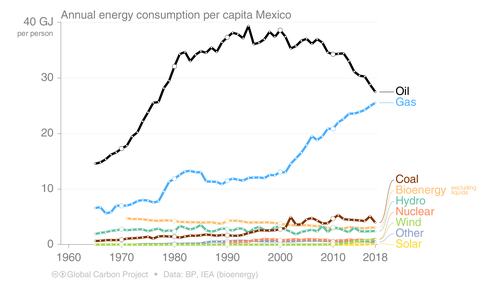 Annual energy consumption per capita Mexico
40 GJ
per person
30
20
10
0
1960
1970
1980
1990
2000
2010
2018
Oil
Gas
Coal
Bioenergy excluding liquids
Hydro
Nuclear
Wind
Other
Solar
Global Carbon Project • Data: BP, IEA (bioenergy)